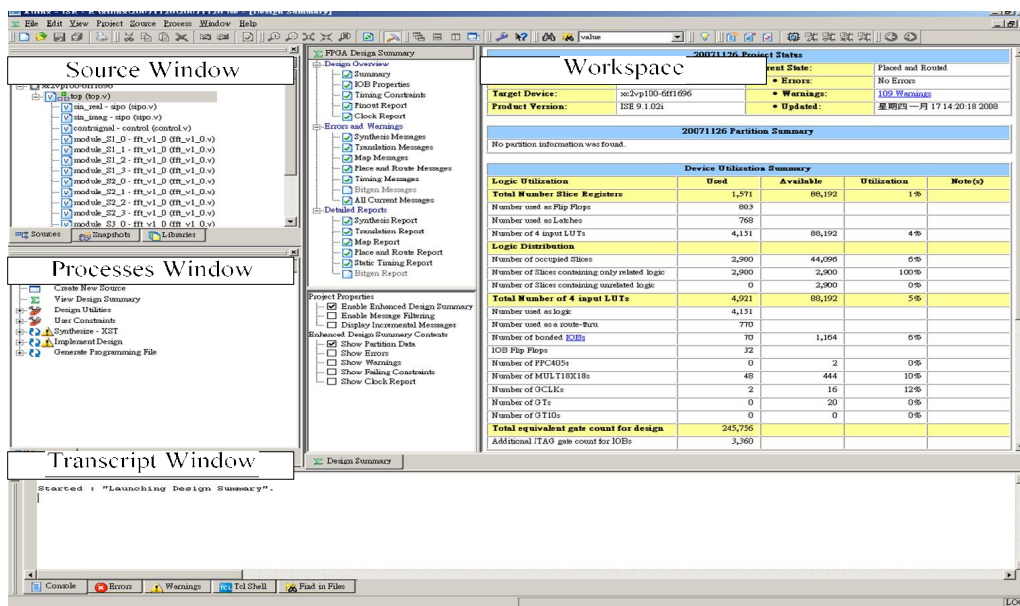 File Edit View Project Source Process Window Help
value
Source Window
top (top.v)
sin_real - sipo (sipo.v)
sin_imag - sipo (sipo.v)
contrsignal - control (control.v)
module_S1_0 - fft_v1_0 (fft_v1_0.v)
module_S1_1 - fft_v1_0 (fft_v1_0.v)
module_S1_2 - fft_v1_0 (fft_v1_0.v)
module_S1_3 - fft_v1_0 (fft_v1_0.v)
module_S2_0 - fft_v1_0 (fft_v1_0.v)
module_S2_1 - fft_v1_0 (fft_v1_0.v)
module_S2_2 - fft_v1_0 (fft_v1_0.v)
module_S2_3 - fft_v1_0 (fft_v1_0.v)
module_S3_0 - fft_v1_0 (fft_v1_0.v)
Sources Snapshots Libraries
Processes Window
Create New Source
View Design Summary
Design Utilities
User Constraints
Synthesize - XST
Implement Design
Generate Programming File
FPGA Design Summary
Design Overview
Summary
IOB Properties
Timing Constraints
Pinout Report
Clock Report
Errors and Warnings
Synthesis Messages
Translation Messages
Map Messages
Place and Route Messages
Timing Messages
Bitgen Messages
All Current Messages
Detailed Reports
Synthesis Report
Translation Report
Map Report
Place and Route Report
Static Timing Report
Bitgen Report
Project Properties
Enable Enhanced Design Summary
Enable Message Filtering
Display Incremental Messages
Enhanced Design Summary Contents
Show Partition Data
Show Errors
Show Warnings
Show Failing Constraints
Show Clock Report
Design Summary
Workspace
20071126 Project Status
rent State: Placed and Routed
• Errors: No Errors
Target Device: xc2vp100-6ff1696 • Warnings: 109 Warnings
Product Version: ISE 9.1.02i • Updated: 星期四 一月 17 14:20:18 2008
20071126 Partition Summary
No partition information was found.
Device Utilization Summary
Logic Utilization Used Available Utilization Note(s)
Total Number Slice Registers 1,571 88,192 1%
Number used as Flip Flops 803
Number used as Latches 768
Number of 4 input LUTs 4,151 88,192 4%
Logic Distribution
Number of occupied Slices 2,900 44,096 6%
Number of Slices containing only related logic 2,900 2,900 100%
Number of Slices containing unrelated logic 0 2,900 0%
Total Number of 4 input LUTs 4,921 88,192 5%
Number used as logic 4,151
Number used as a route-thru 770
Number of bonded IOBs 70 1,164 6%
IOB Flip Flops 32
Number of PPC405s 0 2 0%
Number of MULT18X18s 48 444 10%
Number of GCLKs 2 16 12%
Number of GTs 0 20 0%
Number of GT10s 0 0 0%
Total equivalent gate count for design 245,756
Additional JTAG gate count for IOBs 3,360
Transcript Window
Started : "Launching Design Summary".
Console Errors Warnings Tcl Shell Find in Files